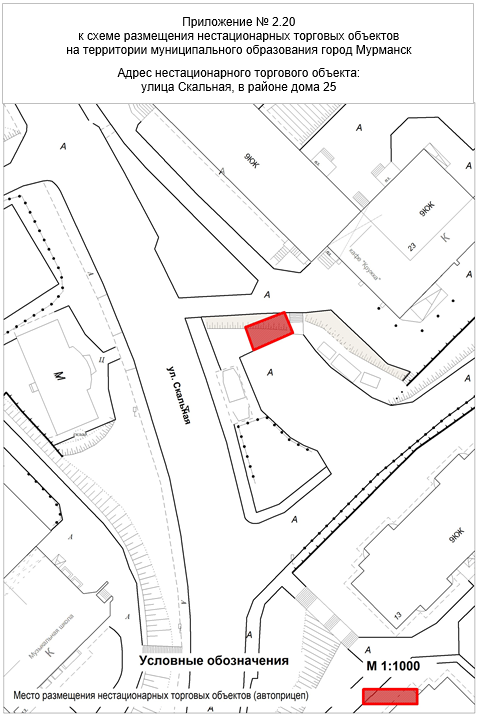 Приложение № 2.20
к схеме размещения нестационарных торговых объектов
на территории муниципального образования город Мурманск
Адрес нестационарного торгового объекта:
улица Скальная, в районе дома 25
А
А
9ЮК
А
А
9ЮК
23
К
кафе "Кружка"
А
А
М
Ц
ул. Скальная
А
А
А
А
9ЮК
13
А
Музыкальная школа
К
А
А
Условные обозначения
М 1:1000
Место размещения нестационарных торговых объектов (автоприцеп)